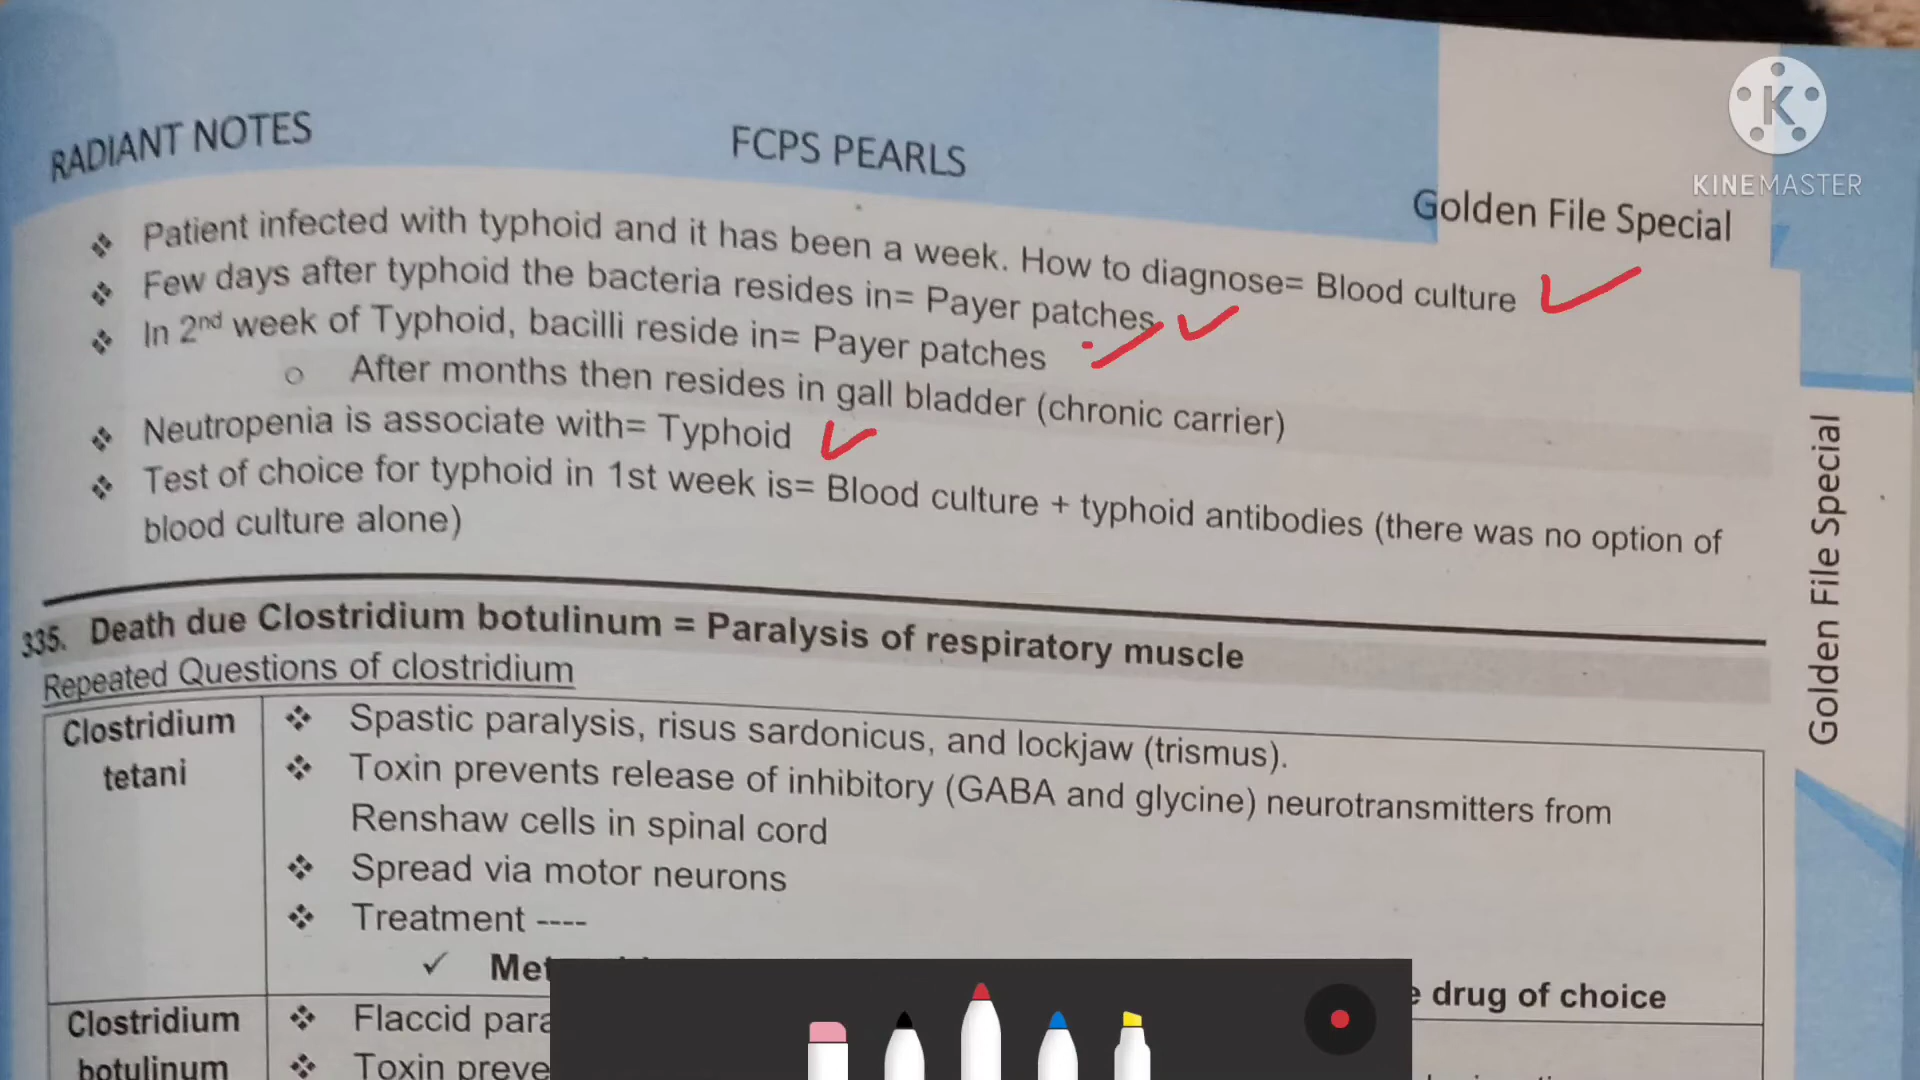 RADIANT NOTES
FCPS PEARLS
Golden File Special
KINEMASTER
❖ Patient infected with typhoid and it has been a week. How to diagnose= Blood culture
❖ Few days after typhoid the bacteria resides in= Payer patches
❖ In 2nd week of Typhoid, bacilli reside in= Payer patches
o After months then resides in gall bladder (chronic carrier)
❖ Neutropenia is associate with= Typhoid
❖ Test of choice for typhoid in 1st week is= Blood culture + typhoid antibodies (there was no option of
blood culture alone)
Golden File Special
335. Death due Clostridium botulinum = Paralysis of respiratory muscle
Repeated Questions of clostridium
Clostridium
tetani
❖ Spastic paralysis, risus sardonicus, and lockjaw (trismus).
❖ Toxin prevents release of inhibitory (GABA and glycine) neurotransmitters from
Renshaw cells in spinal cord
❖ Spread via motor neurons
❖ Treatment ----
✓ Met
drug of choice
Clostridium
botulinum
❖ Flaccid para
❖ Toxin preve